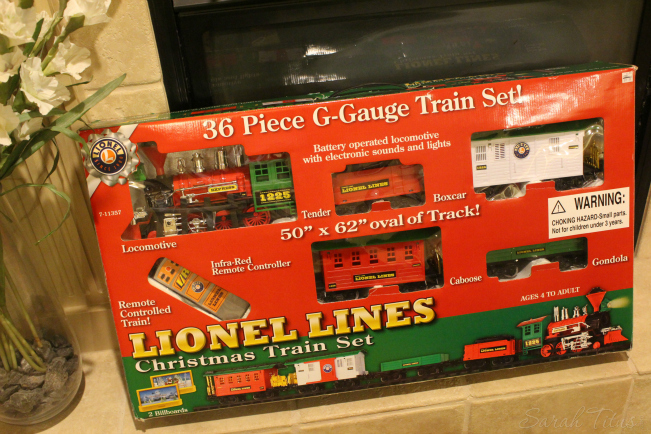 36 Piece G-Gauge Train Set!
Battery operated locomotive
with electronic sounds and lights
LIONEL
L
7-11257
EXPRESS
1225
LIONEL LINES
Tender
Boxcar
50" x 62" oval of Track!
WARNING:
CHOKING HAZARD-Small parts.
Not for children under 3 years.
Locomotive
Infra-Red
Remote Controller
LIONEL LINES
Caboose
Gondola
Remote
Controlled
Train!
AGES 4 TO ADULT
LIONEL LINES
Christmas Train Set
2 Billboards
1225
Sarah Titus